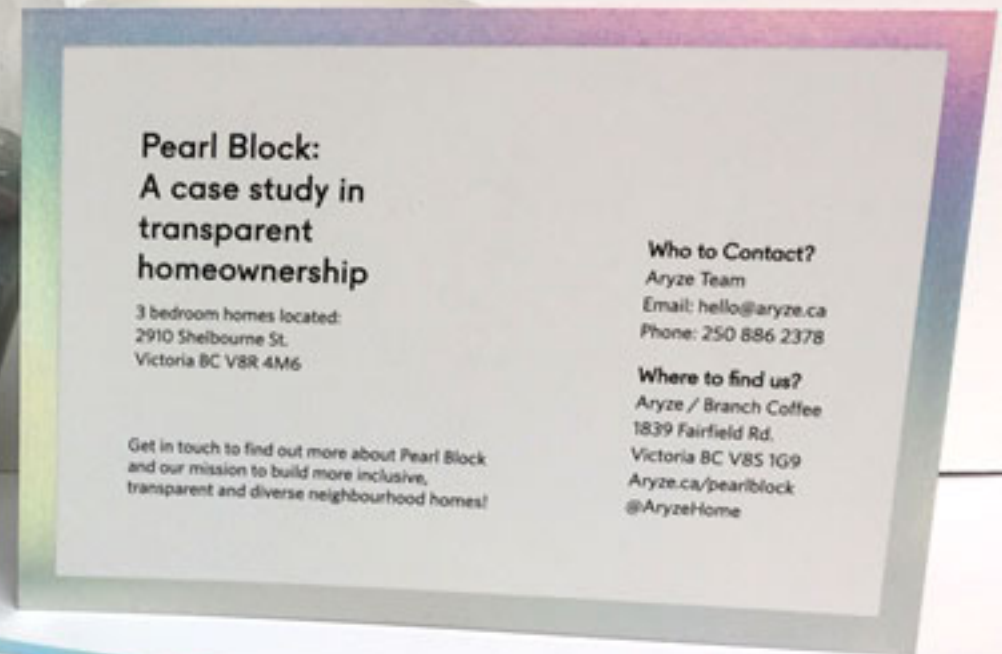 Pearl Block:
A case study in
transparent
homeownership
3 bedroom homes located:
2910 Shelbourne St.
Victoria BC V8R 4M6
Get in touch to find out more about Pearl Block
and our mission to build more inclusive,
transparent and diverse neighbourhood homes!
Who to Contact?
Aryze Team
Email: hello@aryze.ca
Phone: 250 886 2378
Where to find us?
Aryze / Branch Coffee
1839 Fairfield Rd.
Victoria BC V8S 1G9
Aryze.ca/pearlblock
@AryzeHome